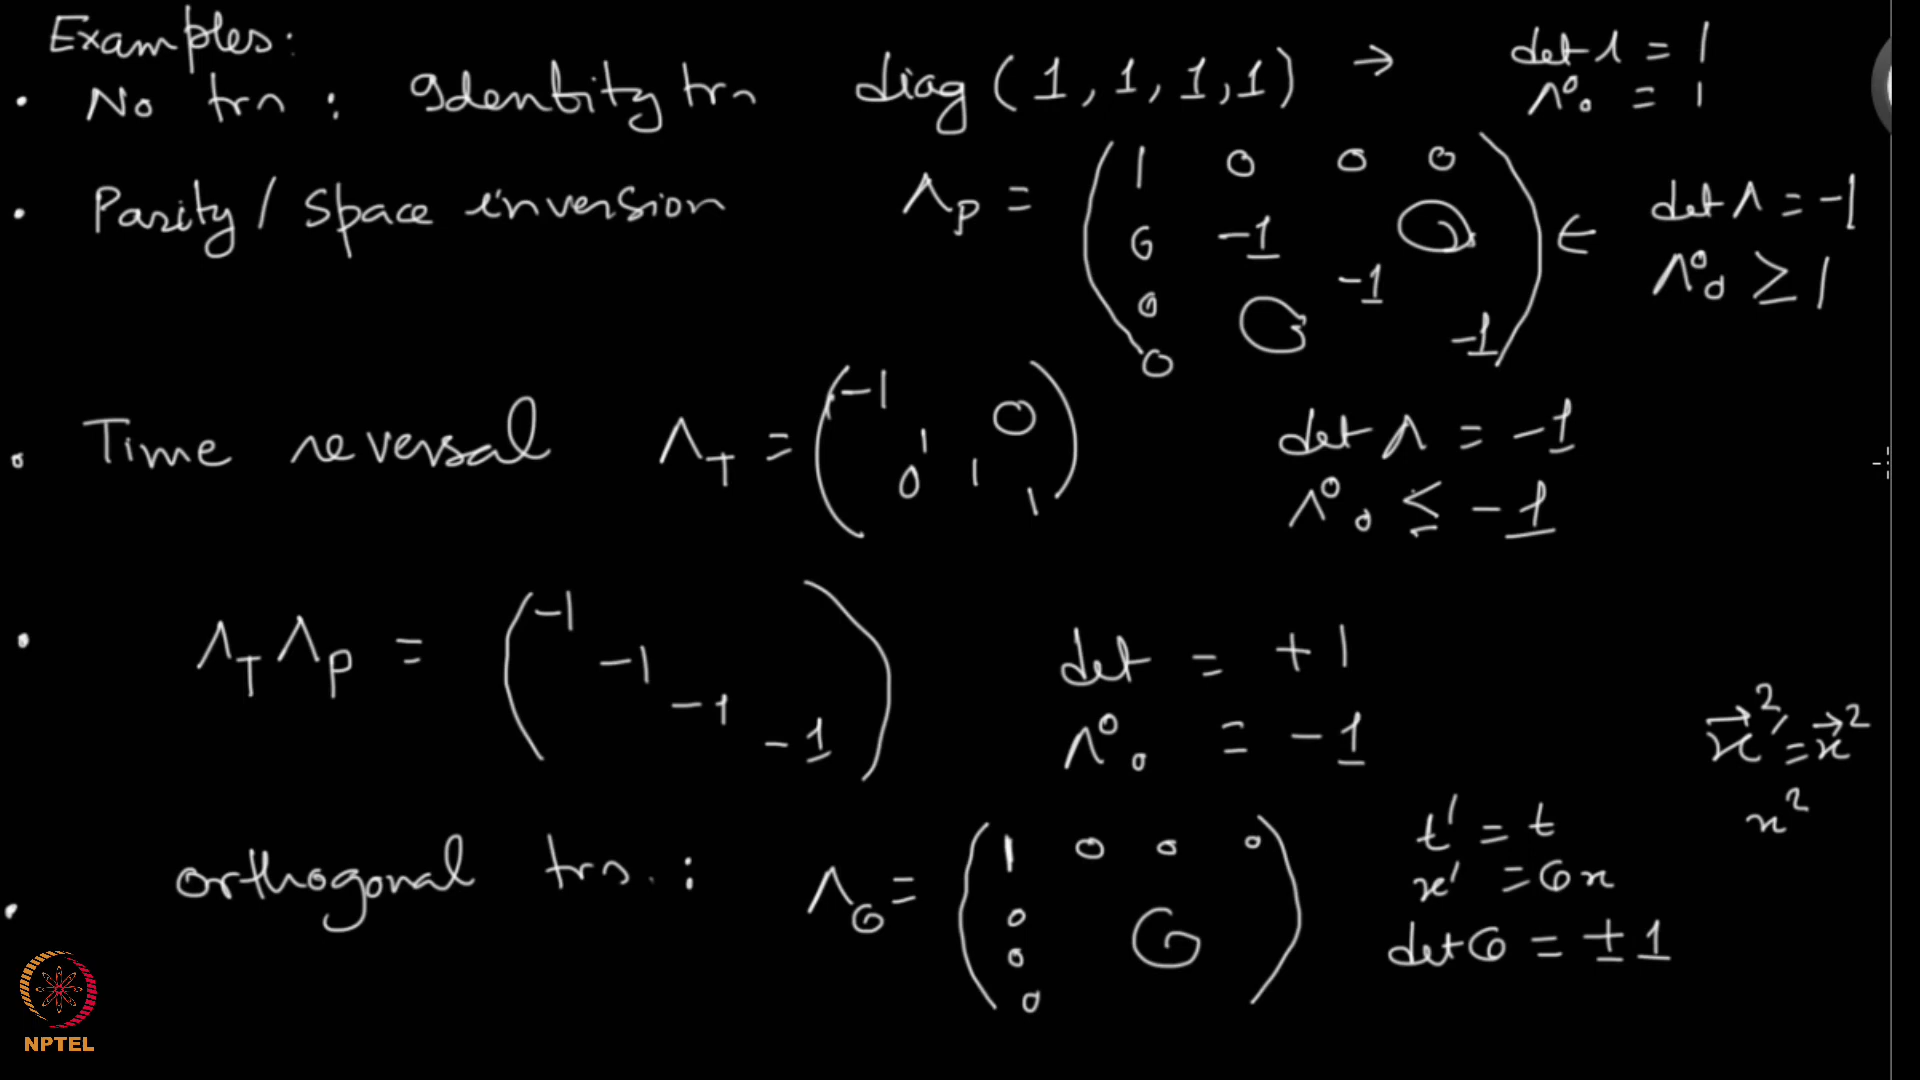 Examples:
• No trn : Identity trn diag (1, 1, 1, 1) → det Λ = 1
Λ⁰₀ = 1
• Parity / Space inversion Λ_P = ( 1 0 0 0 ∈ det Λ = -1
0 -1 0 Λ⁰₀ ≥ 1
0 0 -1
0 -1 )
• Time reversal Λ_T = ( -1 0 det Λ = -1
1
0 1 Λ⁰₀ ≤ -1
1 )
• Λ_T Λ_P = ( -1 det = +1
-1
-1 Λ⁰₀ = -1
-1 )
x⃗'² = x⃗²
x²
• orthogonal trn. : Λ_O = ( 1 0 0 0 t' = t
0 O x' = Ox
0 det O = ±1
0 )
NPTEL